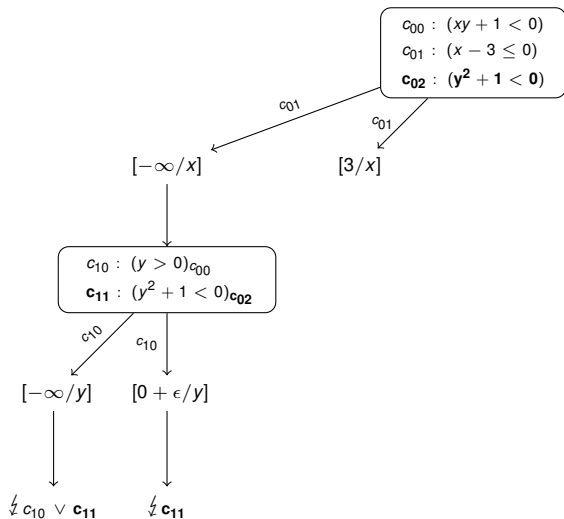 c₀₀ : (xy + 1 < 0)
c₀₁ : (x − 3 ≤ 0)
c₀₂ : (y² + 1 < 0)
c₀₁
c₀₁
[−∞/x]
[3/x]
c₁₀ : (y > 0)c₀₀
c₁₁ : (y² + 1 < 0)c₀₂
c₁₀
c₁₀
[−∞/y]
[0 + ϵ/y]
↯ c₁₀ ∨ c₁₁
↯ c₁₁